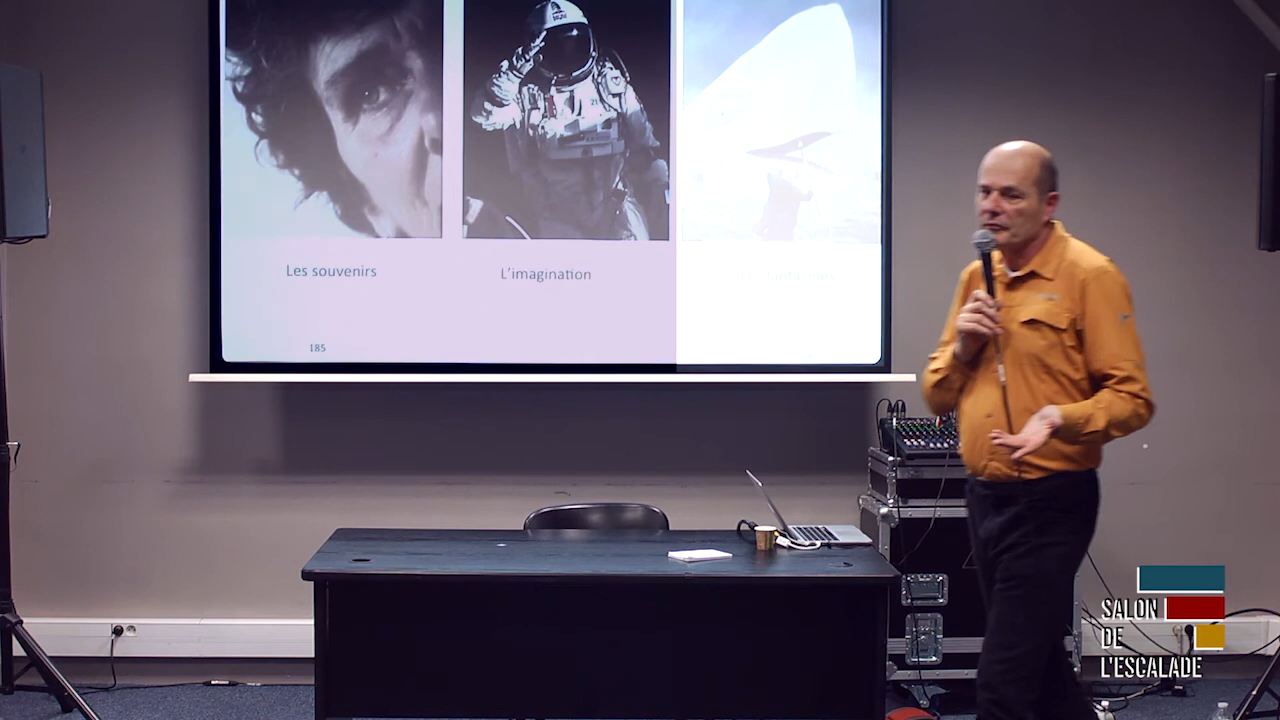 Les souvenirs
L'imagination
185
SALON
DE
L'ESCALADE